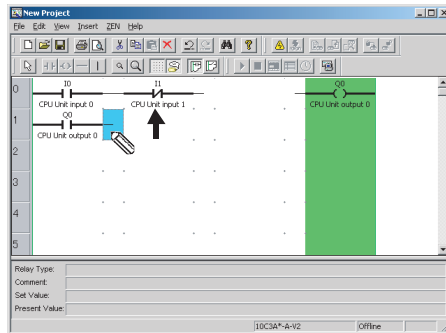 New Project
File Edit View Insert ZEN Help
0
I0
I1
Q0
CPU Unit input 0
CPU Unit input 1
CPU Unit output 0
1
Q0
CPU Unit output 0
2
3
4
5
Relay Type:
Comment:
Set Value:
Present Value:
10C3A*-A-V2
Offline